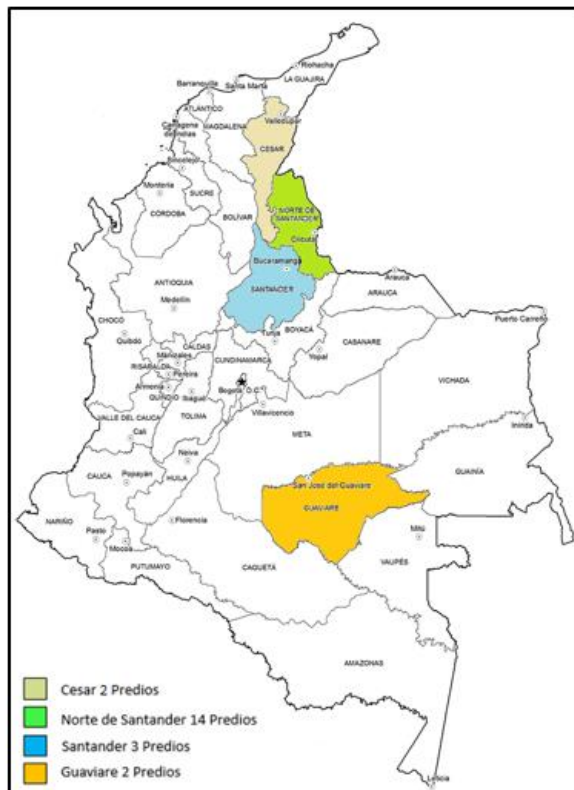 Riohacha
LA GUAJIRA
Santa Marta
Barranquilla
ATLÁNTICO
Cartagena de Indias
MAGDALENA
Valledupar
CESAR
Sincelejo
Montería
SUCRE
CÓRDOBA
BOLÍVAR
NORTE DE
SANTANDER
Cúcuta
Bucaramanga
SANTANDER
ANTIOQUIA
Medellín
Arauca
ARAUCA
Puerto Carreño
CHOCÓ
Quibdó
BOYACÁ
Tunja
CASANARE
Yopal
CALDAS
Manizales
CUNDINAMARCA
RISARALDA
Pereira
Armenia
QUINDÍO
Ibagué
Bogotá, D.C.
Villavicencio
VICHADA
VALLE DEL CAUCA
Cali
TOLIMA
META
Inírida
Neiva
GUAINÍA
CAUCA
Popayán
HUILA
San José del Guaviare
GUAVIARE
NARIÑO
Pasto
Mocoa
Florencia
Mitú
VAUPÉS
PUTUMAYO
CAQUETÁ
AMAZONAS
Leticia
Cesar 2 Predios
Norte de Santander 14 Predios
Santander 3 Predios
Guaviare 2 Predios